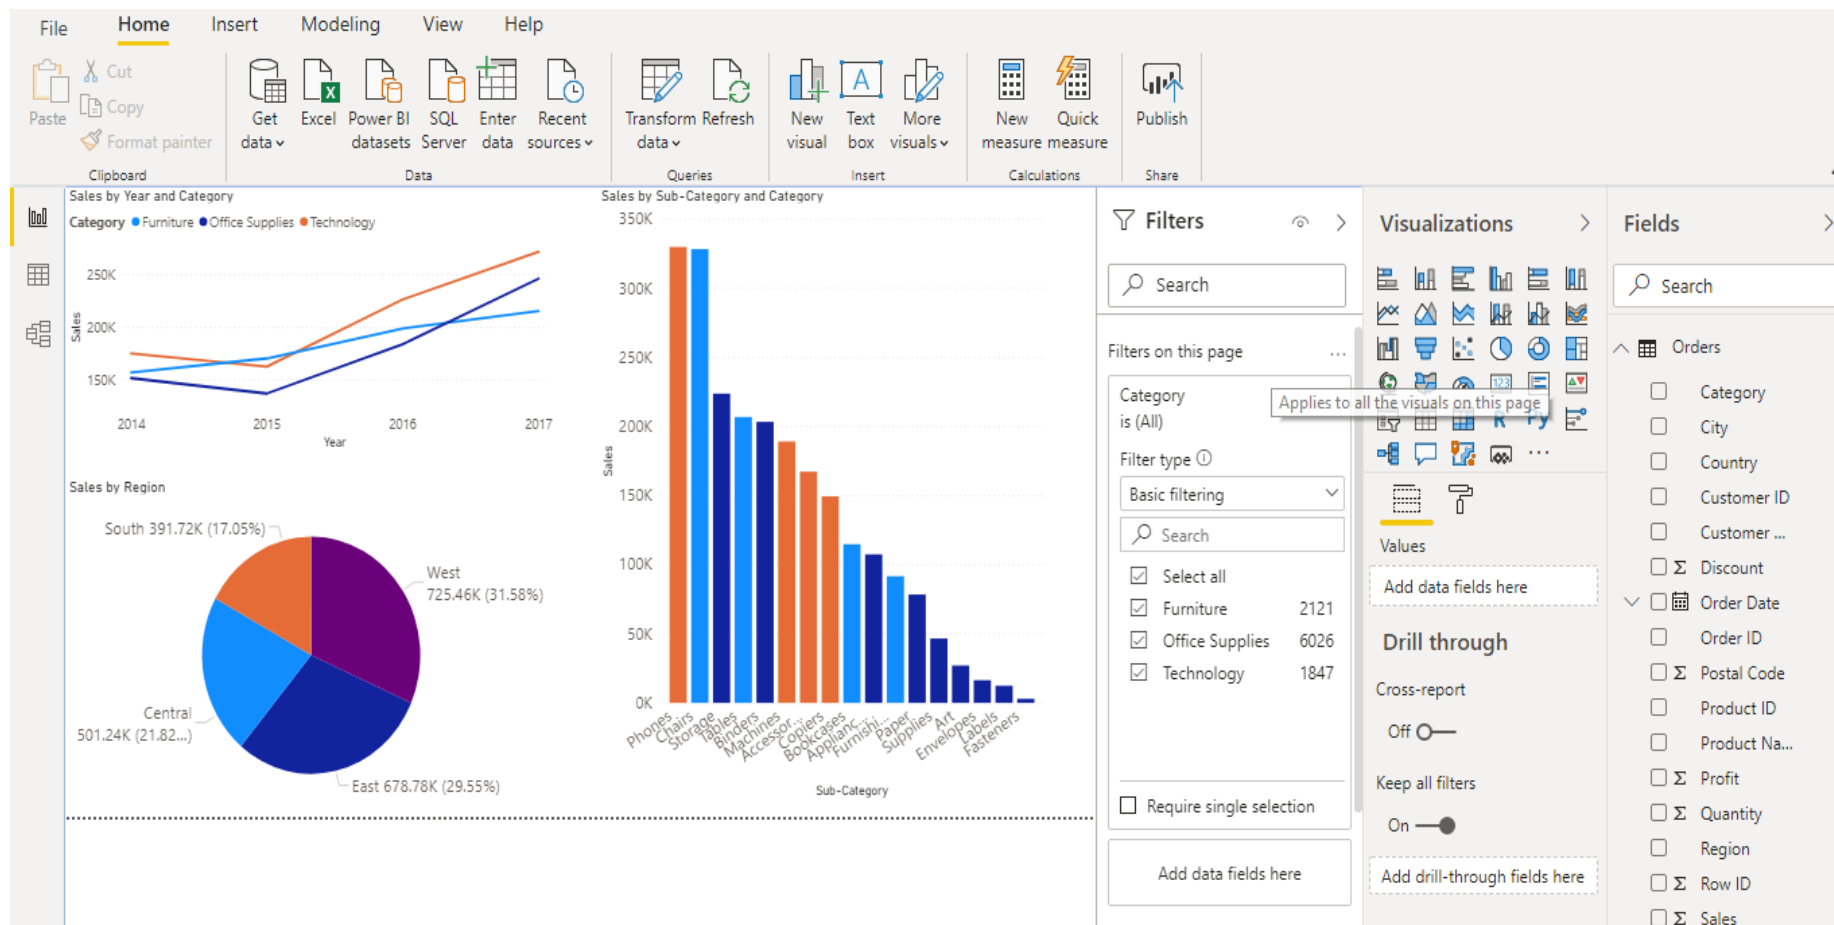 File Home Insert Modeling View Help
Paste
Cut
Copy
Format painter
Clipboard
Get data
Excel
Power BI datasets
SQL Server
Enter data
Recent sources
Data
Transform data
Refresh
Queries
New visual
Text box
More visuals
Insert
New measure
Quick measure
Calculations
Publish
Share
Sales by Year and Category
Category Furniture Office Supplies Technology
250K
200K
150K
Sales
2014 2015 2016 2017
Year
Sales by Region
South 391.72K (17.05%)
West
725.46K (31.58%)
Central
501.24K (21.82...)
East 678.78K (29.55%)
Sales by Sub-Category and Category
350K
300K
250K
200K
150K
100K
50K
0K
Sales
Phones
Chairs
Storage
Tables
Binders
Machines
Accessor...
Copiers
Bookcases
Applianc...
Furnishi...
Paper
Supplies
Art
Envelopes
Labels
Fasteners
Sub-Category
Filters
Search
Filters on this page ...
Category
is (All)
Applies to all the visuals on this page
Filter type
Basic filtering
Search
Select all
Furniture 2121
Office Supplies 6026
Technology 1847
Require single selection
Add data fields here
Visualizations
123
R
Py
...
Values
Add data fields here
Drill through
Cross-report
Off
Keep all filters
On
Add drill-through fields here
Fields
Search
Orders
Category
City
Country
Customer ID
Customer ...
Σ Discount
Order Date
Order ID
Σ Postal Code
Product ID
Product Na...
Σ Profit
Σ Quantity
Region
Σ Row ID
Σ Sales